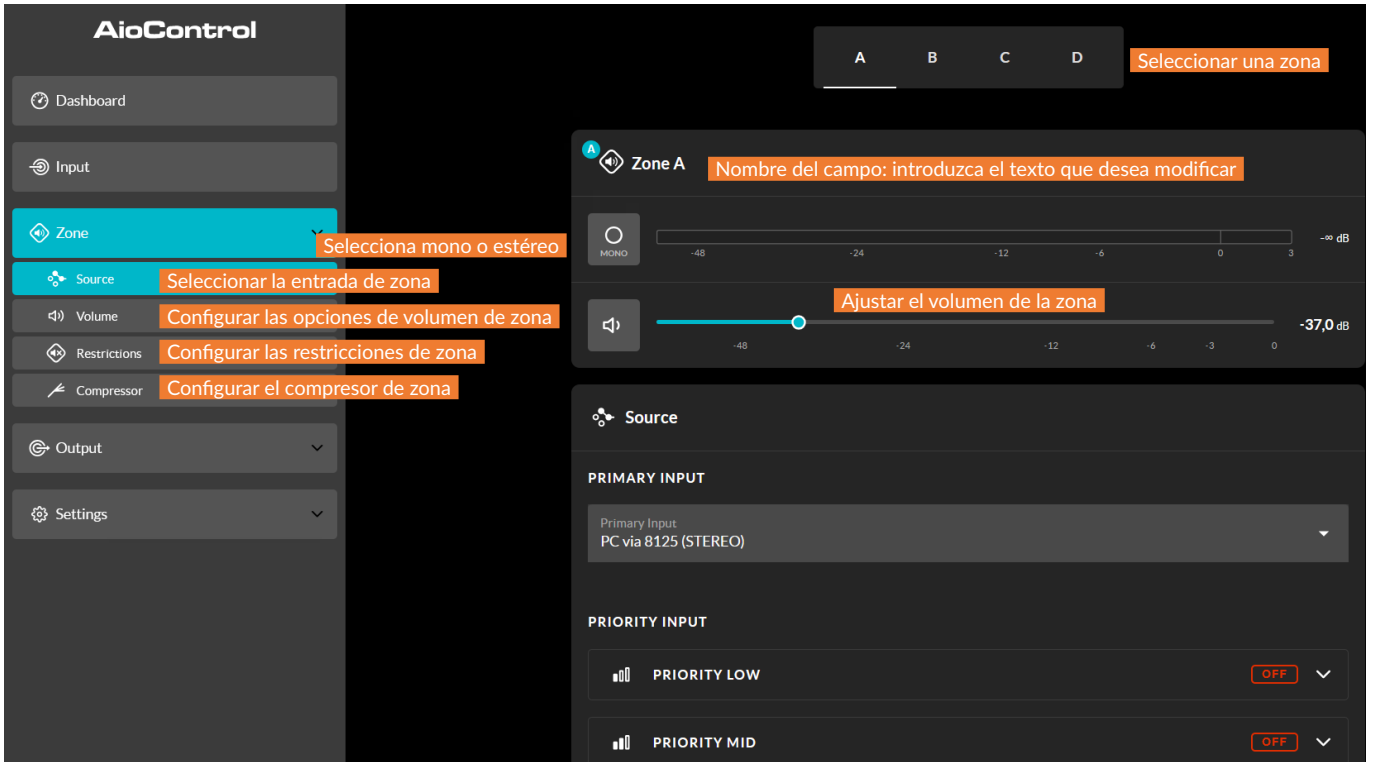 AioControl
Dashboard
Input
Zone
Selecciona mono o estéreo
Source
Seleccionar la entrada de zona
Volume
Configurar las opciones de volumen de zona
Restrictions
Configurar las restricciones de zona
Compressor
Configurar el compresor de zona
Output
Settings
A B C D
Seleccionar una zona
A
Zone A
Nombre del campo: introduzca el texto que desea modificar
MONO
-48 -24 -12 -6 0 3
-∞ dB
Ajustar el volumen de la zona
-37,0 dB
-48 -24 -12 -6 -3 0
Source
PRIMARY INPUT
Primary Input
PC via 8125 (STEREO)
PRIORITY INPUT
PRIORITY LOW
OFF
PRIORITY MID
OFF